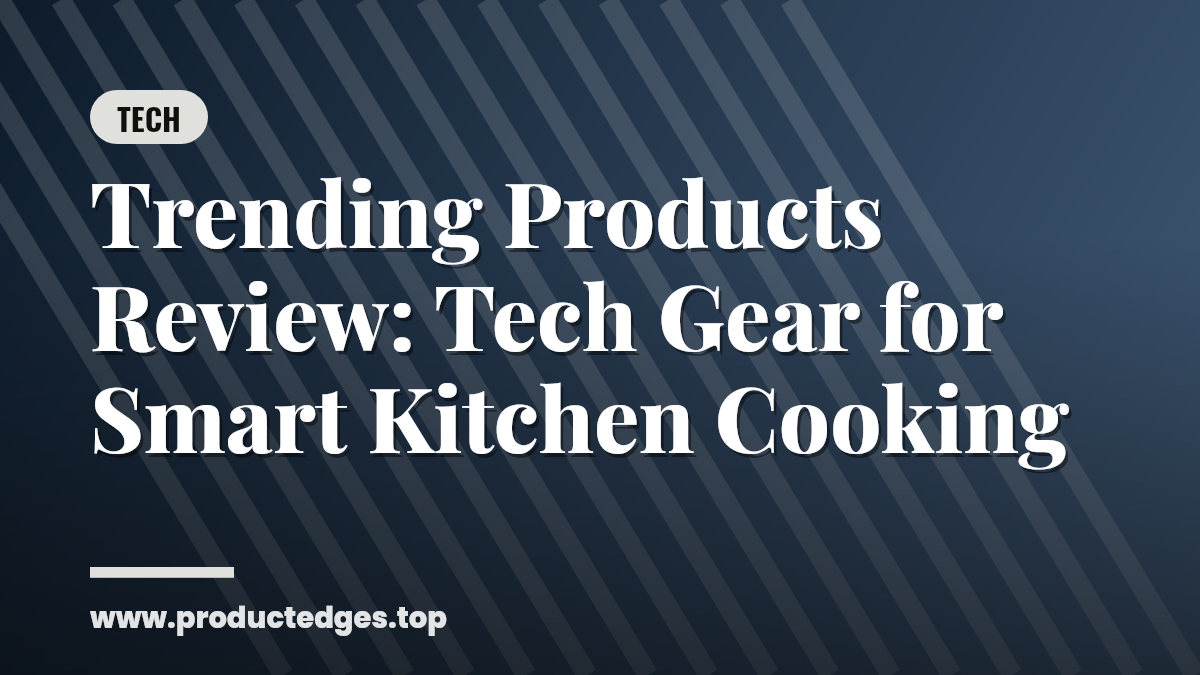 TECH
Trending Products
Review: Tech Gear for
Smart Kitchen Cooking
www.productedges.top